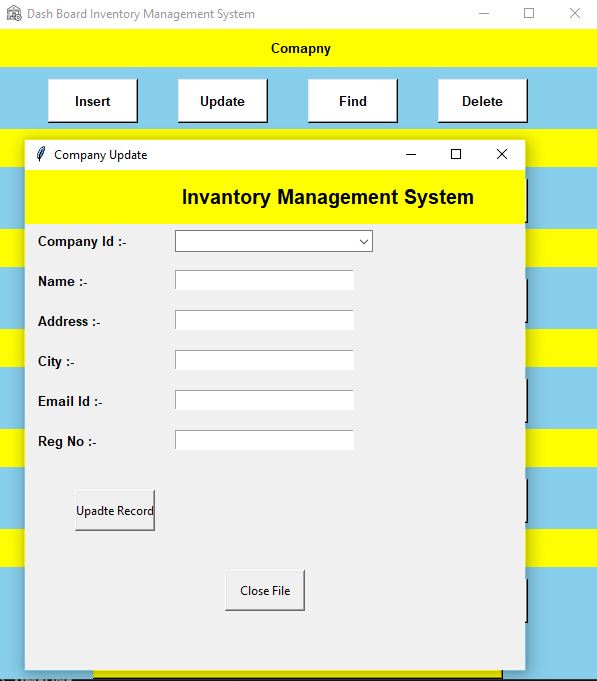 Dash Board Inventory Management System
Comapny
Insert Update Find Delete
Company Update
Invantory Management System
Company Id :-
Name :-
Address :-
City :-
Email Id :-
Reg No :-
Upadte Record
Close File